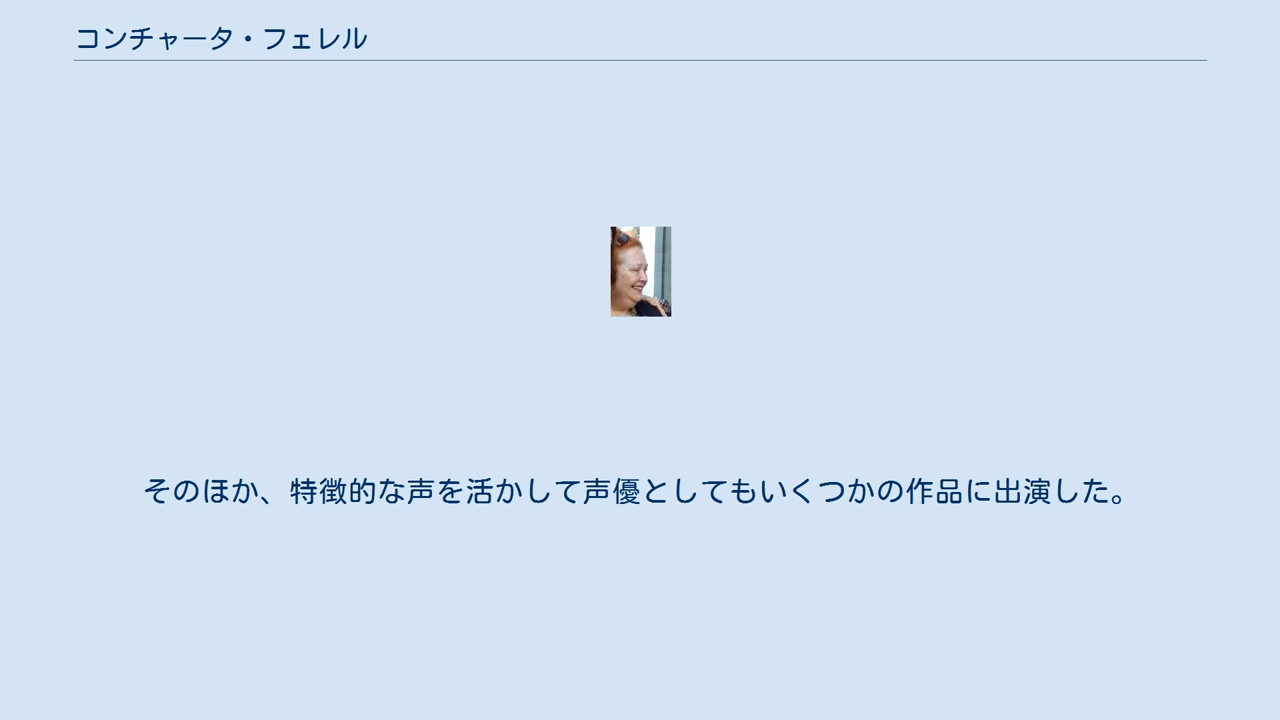 コンチャータ・フェレル
そのほか、特徴的な声を活かして声優としてもいくつかの作品に出演した。